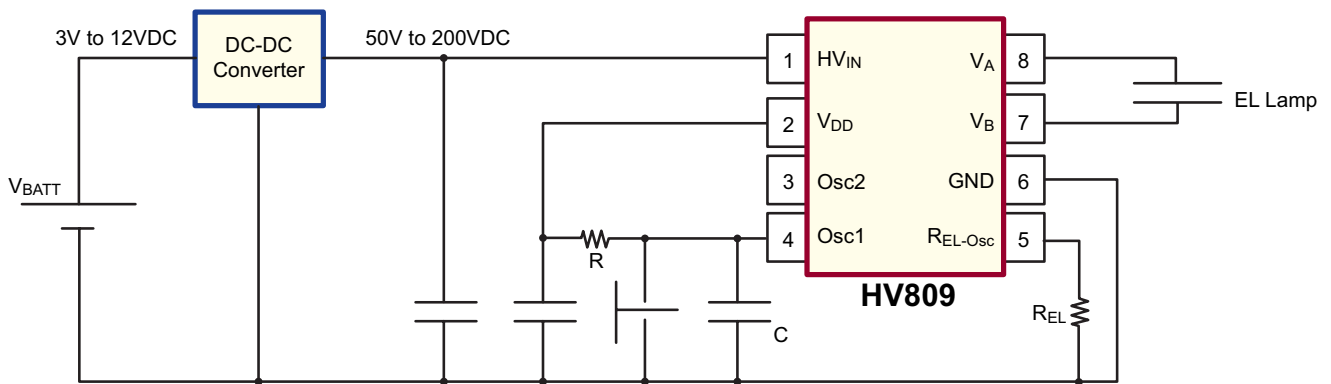 3V to 12VDC
DC-DC
Converter
50V to 200VDC
1
HVIN
VA
8
2
VDD
VB
7
EL Lamp
VBATT
3
Osc2
GND
6
4
Osc1
REL-Osc
5
R
HV809
C
REL